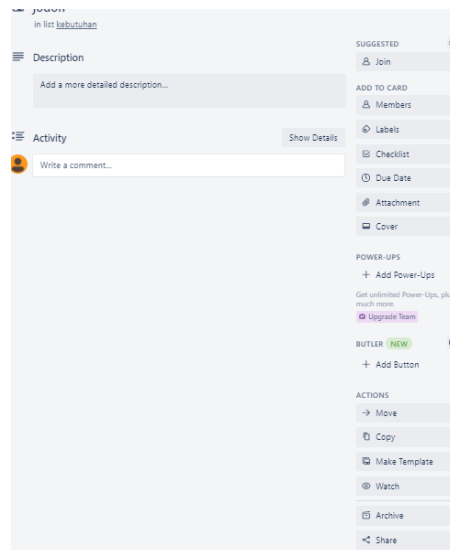 in list kebutuhan
Description
Add a more detailed description...
Activity
Show Details
Write a comment...
SUGGESTED
Join
ADD TO CARD
Members
Labels
Checklist
Due Date
Attachment
Cover
POWER-UPS
+ Add Power-Ups
Get unlimited Power-Ups, plu
much more.
Upgrade Team
BUTLER NEW
+ Add Button
ACTIONS
→ Move
Copy
Make Template
Watch
Archive
Share